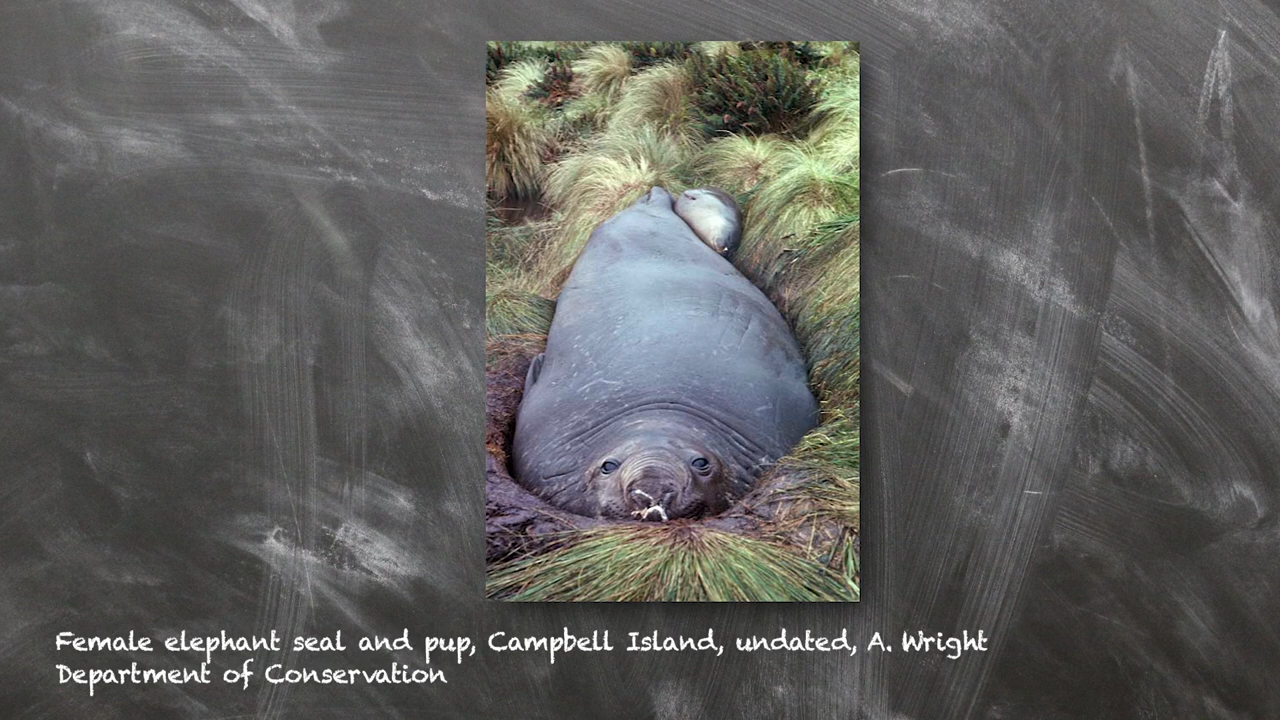 Female elephant seal and pup, Campbell Island, undated, A. Wright
Department of Conservation